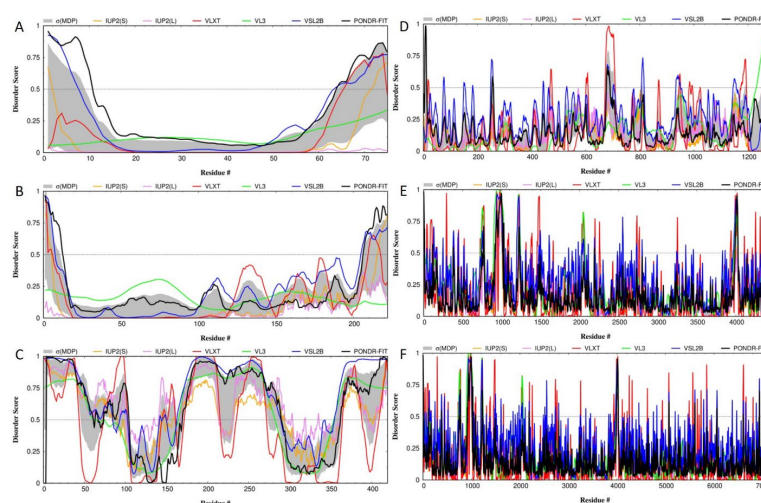 A
σ(MDP) IUP2(S) IUP2(L) VLXT VL3 VSL2B PONDR-FIT
Disorder Score
1
0.75
0.5
0.25
0
0 10 20 30 40 50 60 70
Residue #
B
σ(MDP) IUP2(S) IUP2(L) VLXT VL3 VSL2B PONDR-FIT
Disorder Score
1
0.75
0.5
0.25
0
0 50 100 150 200
Residue #
C
σ(MDP) IUP2(S) IUP2(L) VLXT VL3 VSL2B PONDR-FIT
Disorder Score
1
0.75
0.5
0.25
0
0 50 100 150 200 250 300 350 400
Residue #
D
σ(MDP) IUP2(S) IUP2(L) VLXT VL3 VSL2B PONDR-F
Disorder Score
1
0.75
0.5
0.25
0
0 200 400 600 800 1000 1200
Residue #
E
σ(MDP) IUP2(S) IUP2(L) VLXT VL3 VSL2B PONDR-F
Disorder Score
1
0.75
0.5
0.25
0
0 500 1000 1500 2000 2500 3000 3500 4000
Residue #
F
σ(MDP) IUP2(S) IUP2(L) VLXT VL3 VSL2B PONDR-F
Disorder Score
1
0.75
0.5
0.25
0
0 1000 2000 3000 4000 5000 6000
Residue #